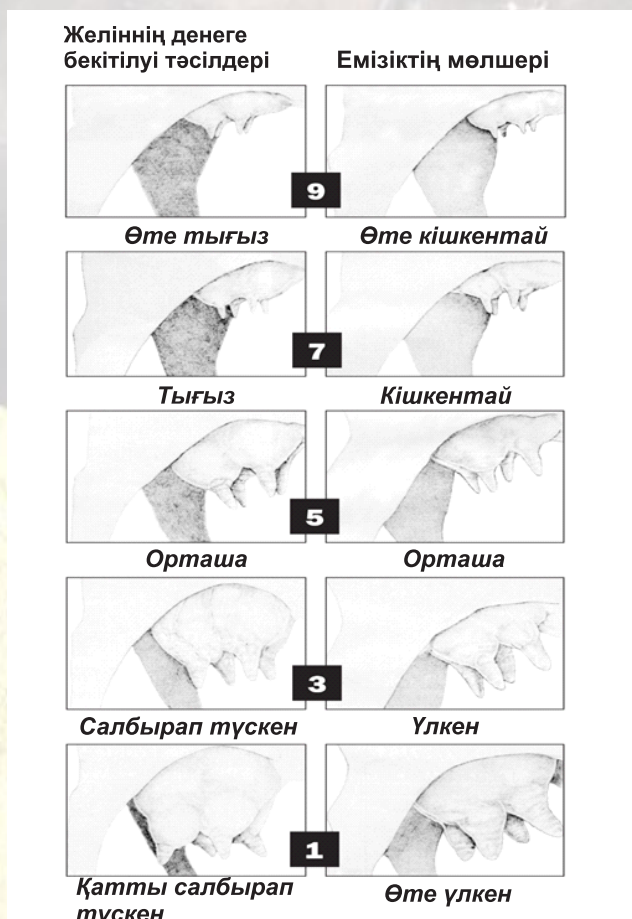 Желіннің денеге
бекітілуі тәсілдері
Емізіктің мөлшері
9
Өте тығыз
Өте кішкентай
7
Тығыз
Кішкентай
5
Орташа
Орташа
3
Салбырап түскен
Үлкен
1
Қатты салбырап
түскен
Өте үлкен